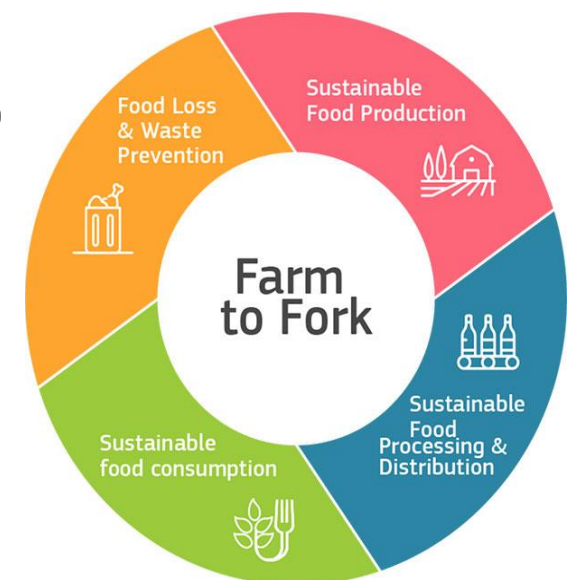 Farm
to Fork
Sustainable
Food Production
Sustainable
Food
Processing &
Distribution
Sustainable
food consumption
Food Loss
& Waste
Prevention